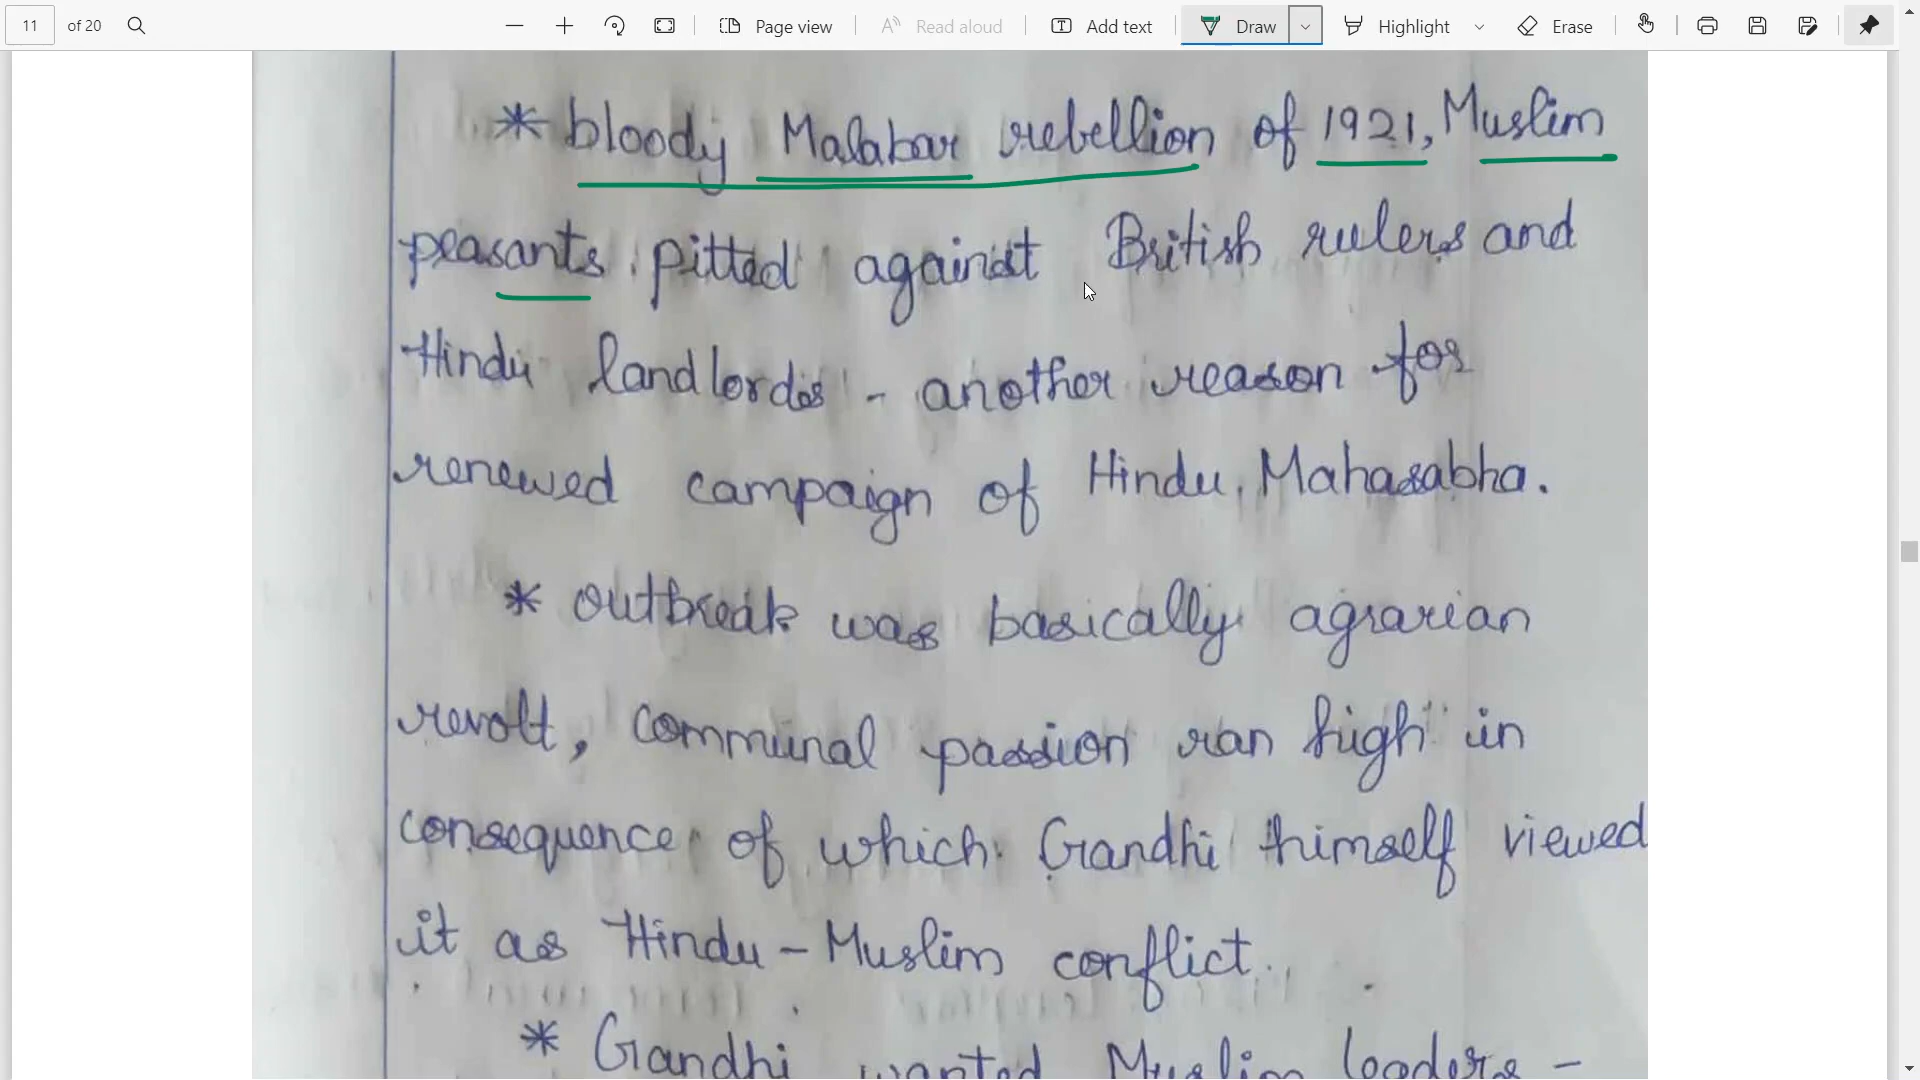 11 of 20 Page view Read aloud Add text Draw Highlight Erase
* bloody Malabar rebellion of 1921, Muslim
peasants pitted against British rulers and
Hindu landlords - another reason for
renewed campaign of Hindu Mahasabha.
* outbreak was basically agrarian
revolt, communal passion ran high in
consequence of which Gandhi himself viewed
it as Hindu - Muslim conflict.
* Gandhi wanted Muslim leaders -